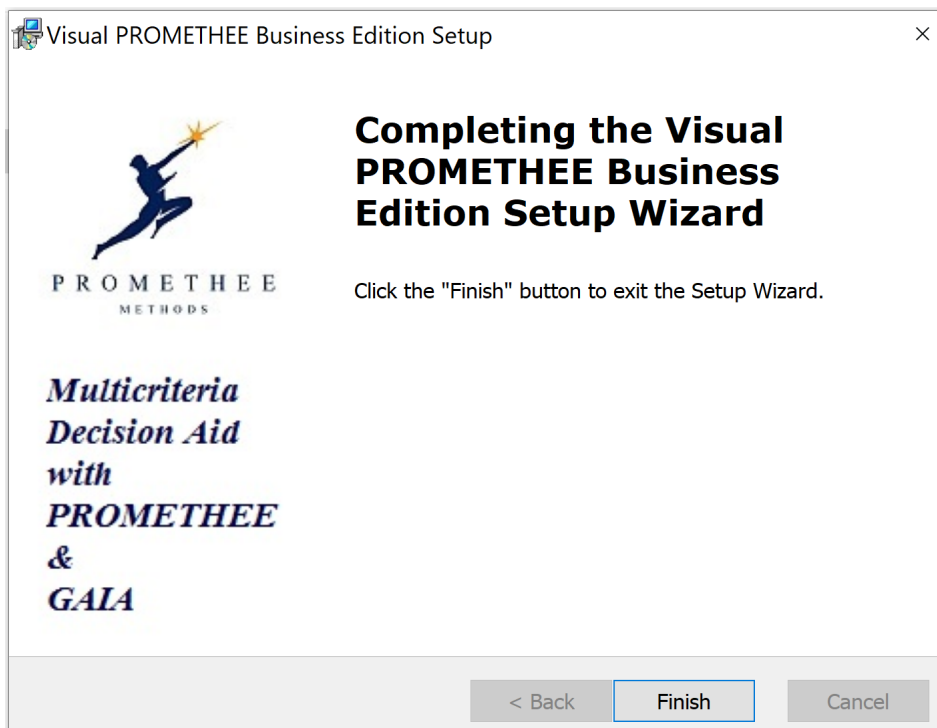 Visual PROMETHEE Business Edition Setup
Completing the Visual
PROMETHEE Business
Edition Setup Wizard
Click the "Finish" button to exit the Setup Wizard.
PROMETHEE
METHODS
Multicriteria
Decision Aid
with
PROMETHEE
&
GAIA
< Back
Finish
Cancel